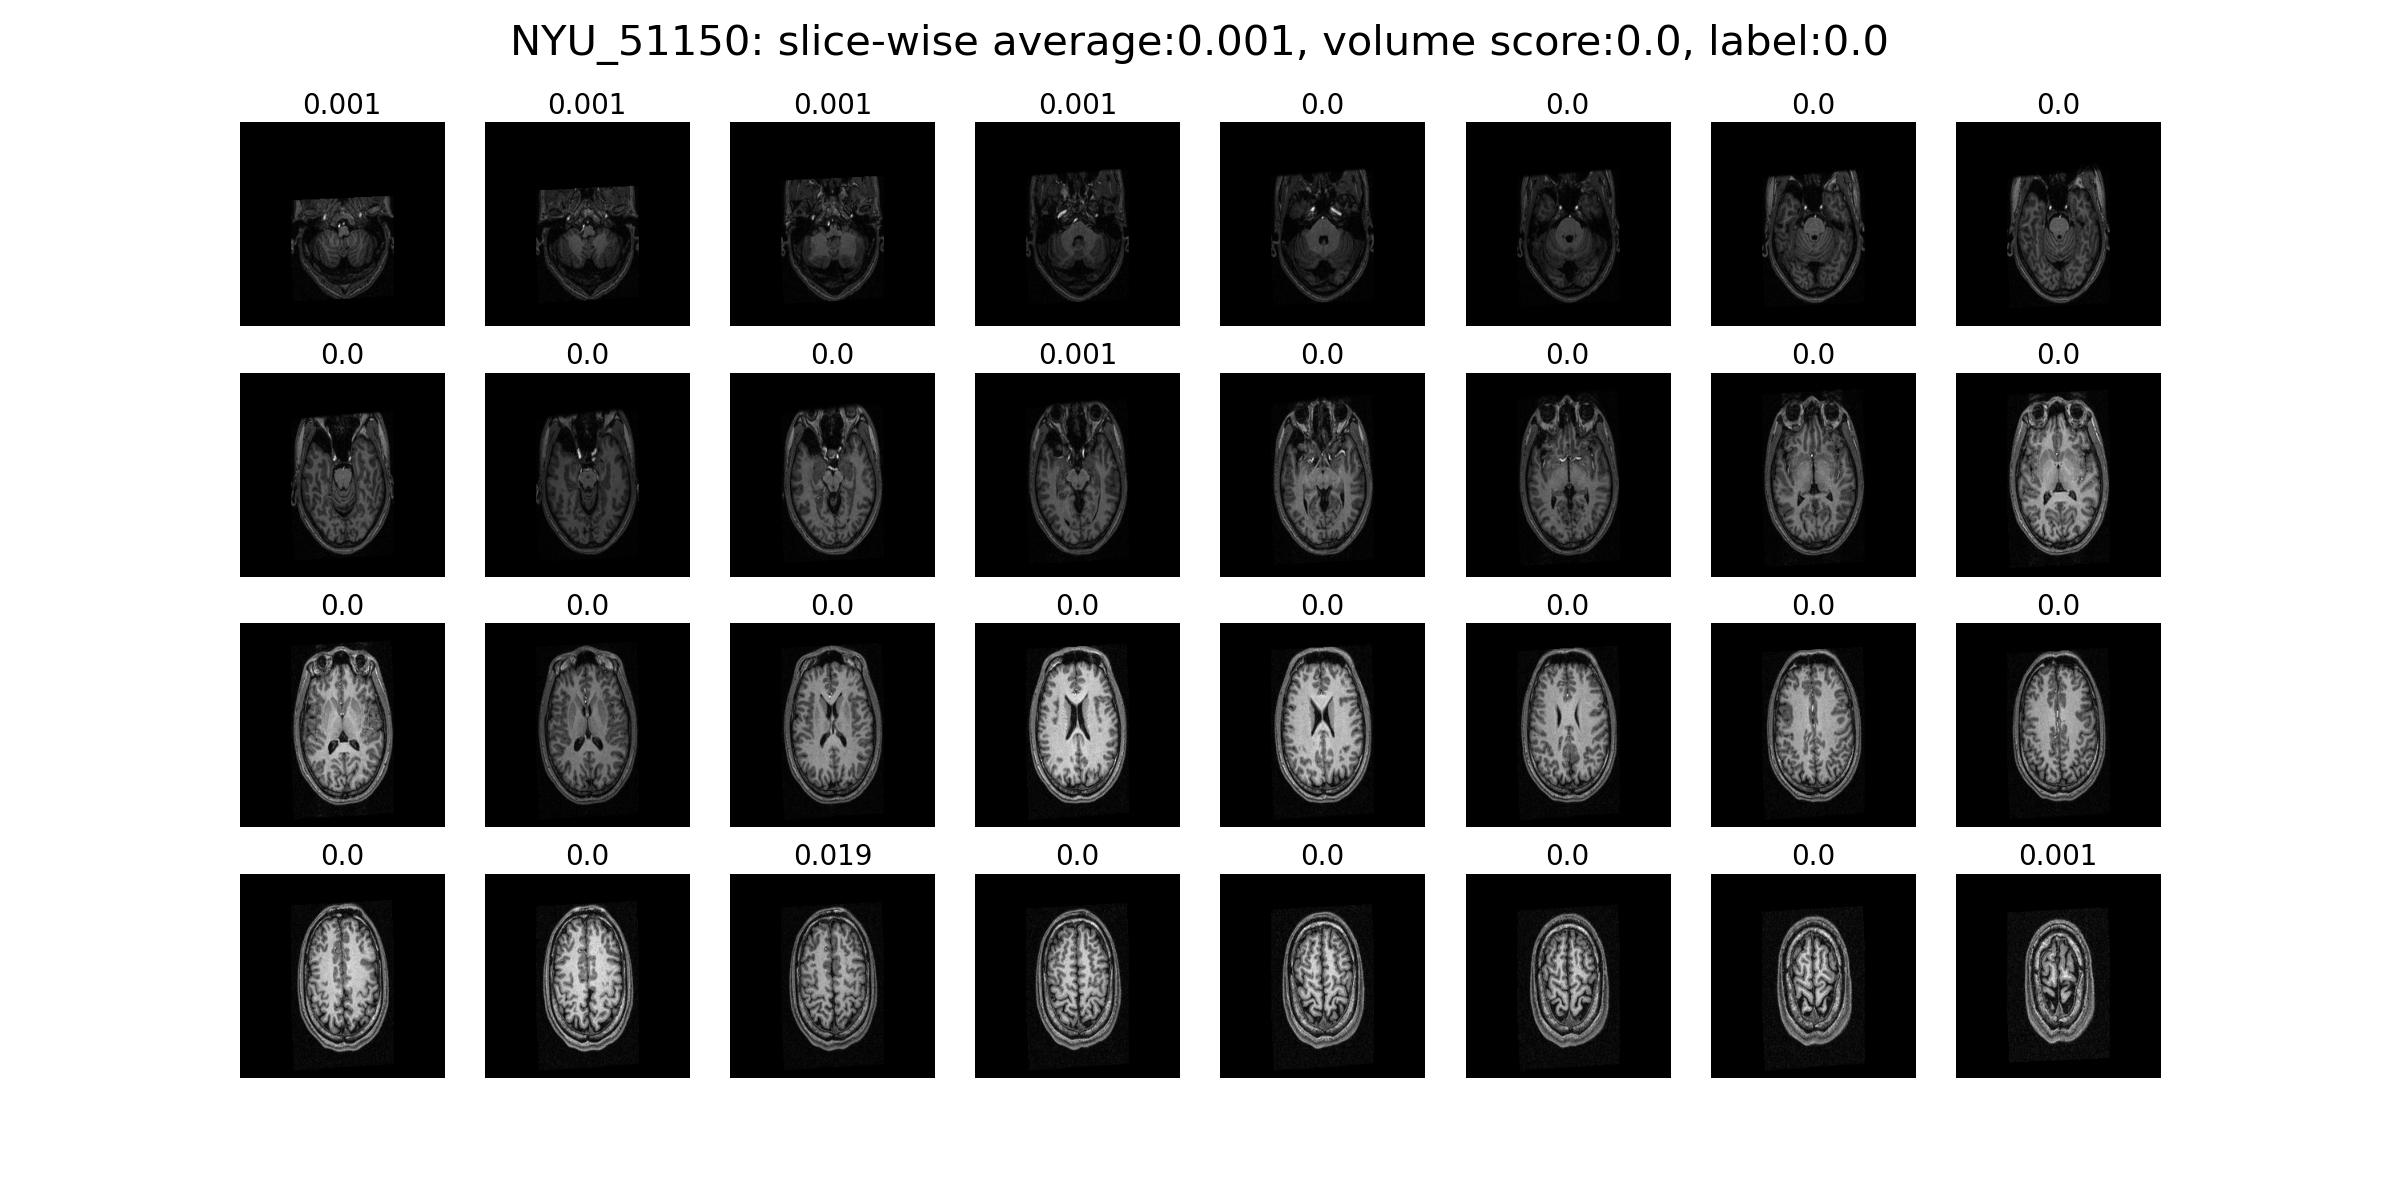 NYU_51150: slice-wise average:0.001, volume score:0.0, label:0.0
0.001 0.001 0.001 0.001 0.0 0.0 0.0 0.0
0.0 0.0 0.0 0.001 0.0 0.0 0.0 0.0
0.0 0.0 0.0 0.0 0.0 0.0 0.0 0.0
0.0 0.0 0.019 0.0 0.0 0.0 0.0 0.001